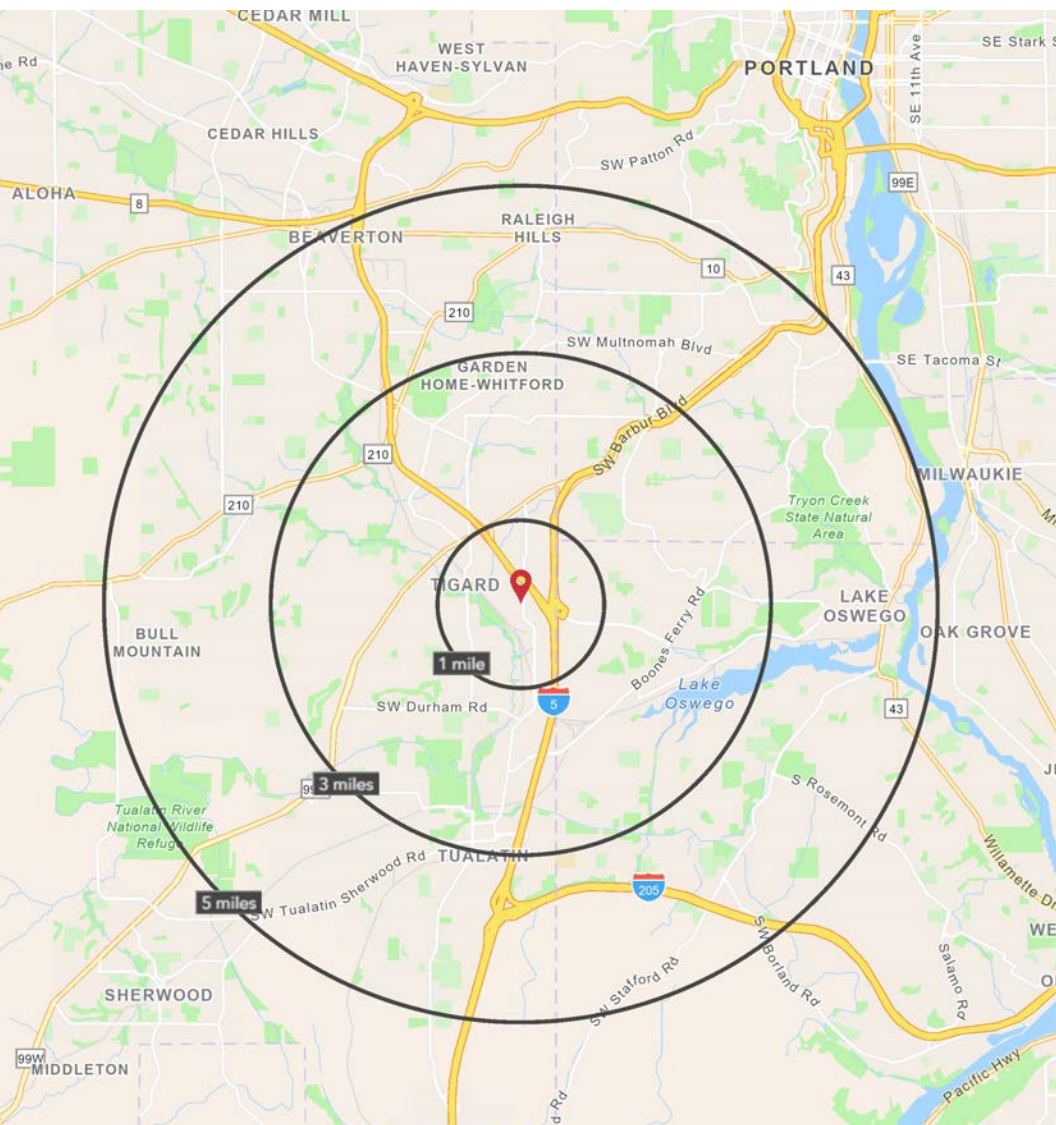 CEDAR MILL
WEST
HAVEN-SYLVAN
PORTLAND
SE 11th Ave
SE Stark S
ne Rd
CEDAR HILLS
SW Patton Rd
99E
ALOHA
8
RALEIGH
HILLS
BEAVERTON
10
43
210
SW Multnomah Blvd
SE Tacoma St
GARDEN
HOME-WHITFORD
SW Barbur Blvd
210
MILWAUKIE
210
Tryon Creek
State Natural
Area
TIGARD
LAKE
OSWEGO
OAK GROVE
BULL
MOUNTAIN
1 mile
Boones Ferry Rd
Lake
Oswego
SW Durham Rd
5
43
3 miles
S Rosemont Rd
Tualatin River
National Wildlife
Refuge
Willamette Dr
TUALATIN
SW Tualatin Sherwood Rd
205
5 miles
SW Borland Rd
SW Stafford Rd
Salamo Rd
WE
SHERWOOD
99W
MIDDLETON
Pacific Hwy
d Rd